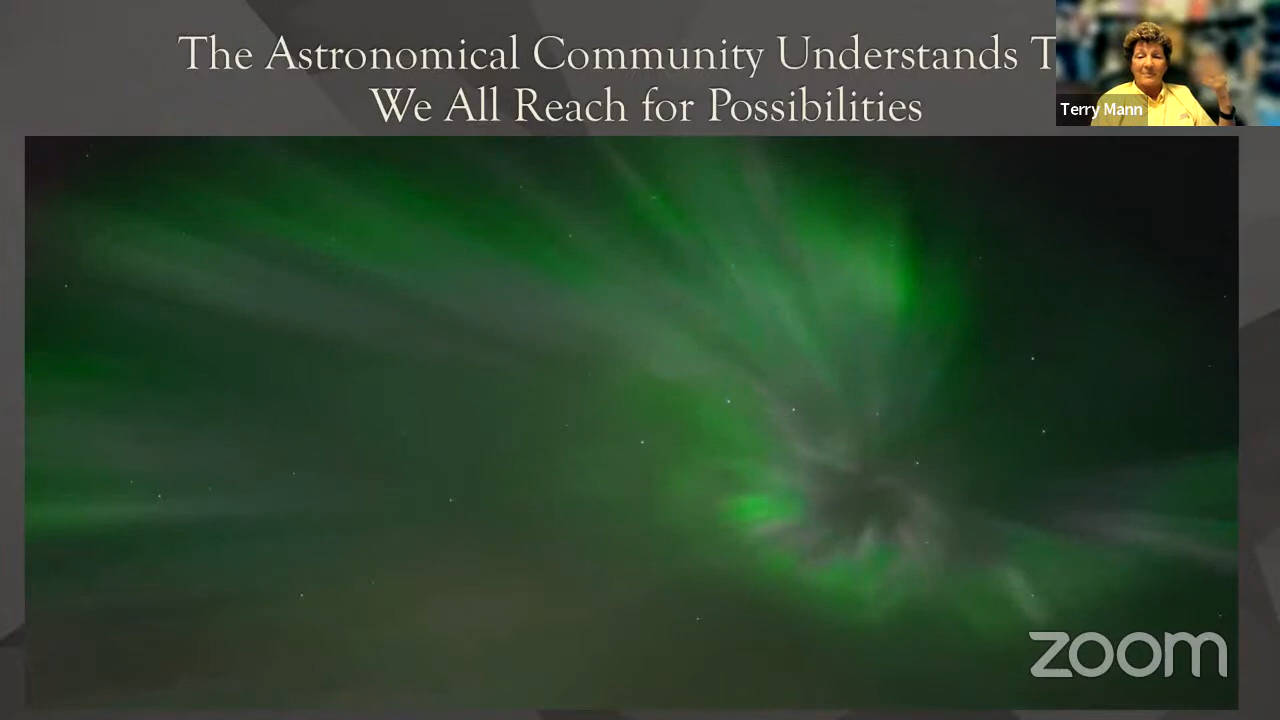 The Astronomical Community Understands
We All Reach for Possibilities
Terry Mann
zoom